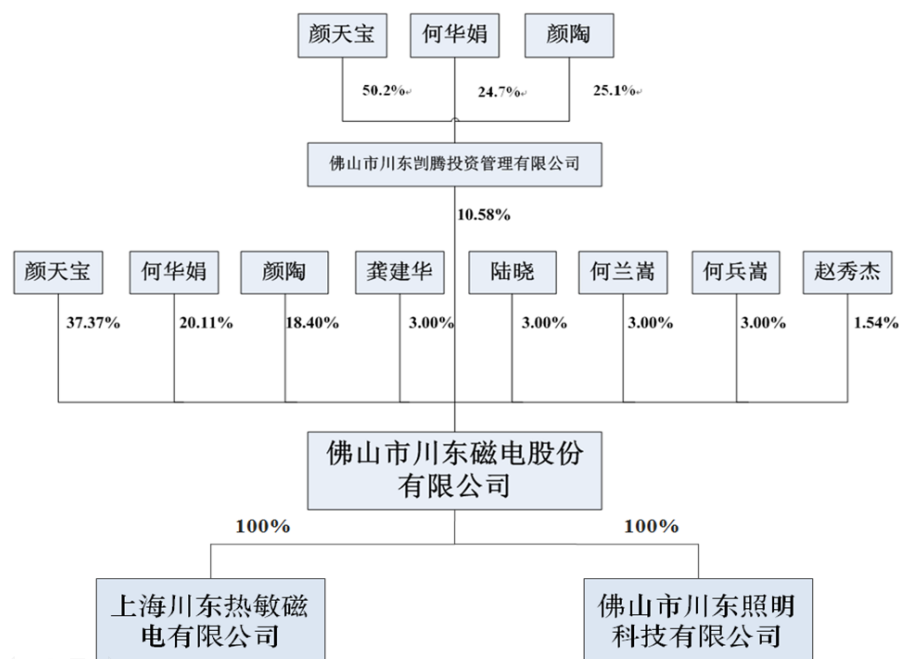 颜天宝 何华娟 颜陶
50.2% 24.7% 25.1%
佛山市川东剀腾投资管理有限公司
10.58%
颜天宝 何华娟 颜陶 龚建华 陆晓 何兰嵩 何兵嵩 赵秀杰
37.37% 20.11% 18.40% 3.00% 3.00% 3.00% 3.00% 1.54%
佛山市川东磁电股份
有限公司
100% 100%
上海川东热敏磁 佛山市川东照明
电有限公司 科技有限公司